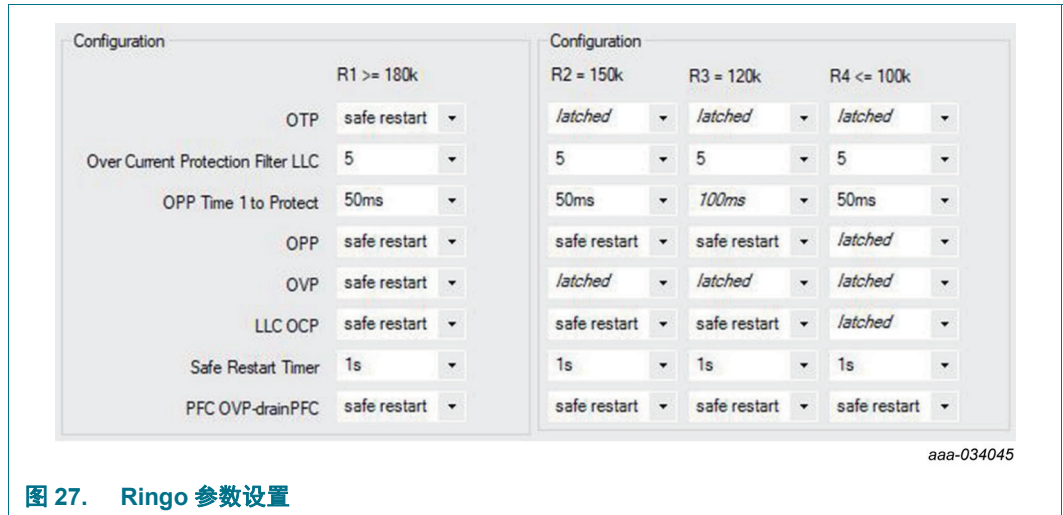 Configuration Configuration
R1 >= 180k R2 = 150k R3 = 120k R4 <= 100k
OTP safe restart latched latched latched
Over Current Protection Filter LLC 5 5 5 5
OPP Time 1 to Protect 50ms 50ms 100ms 50ms
OPP safe restart safe restart safe restart latched
OVP safe restart latched latched latched
LLC OCP safe restart safe restart safe restart latched
Safe Restart Timer 1s 1s 1s 1s
PFC OVP-drainPFC safe restart safe restart safe restart safe restart
aaa-034045
图 27. Ringo 参数设置